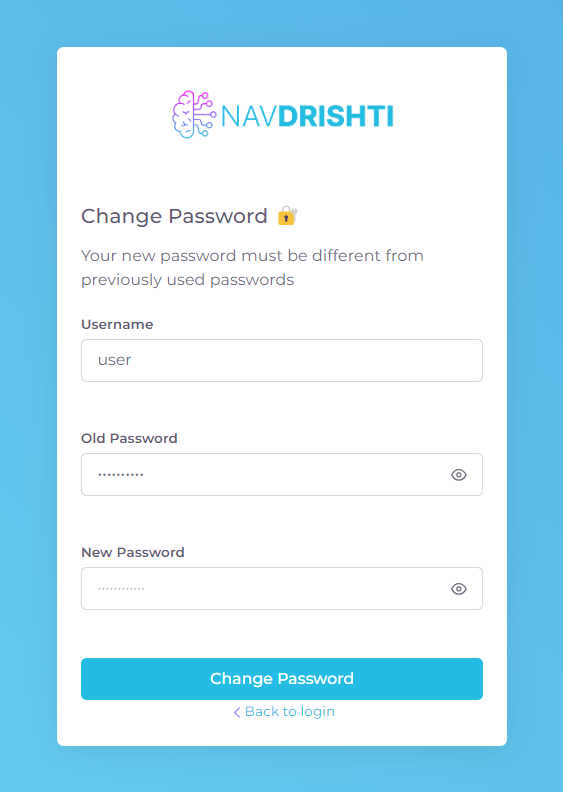 NAVDRISHTI
Change Password
Your new password must be different from
previously used passwords
Username
user
Old Password
••••••••••
New Password
············
Change Password
Back to login